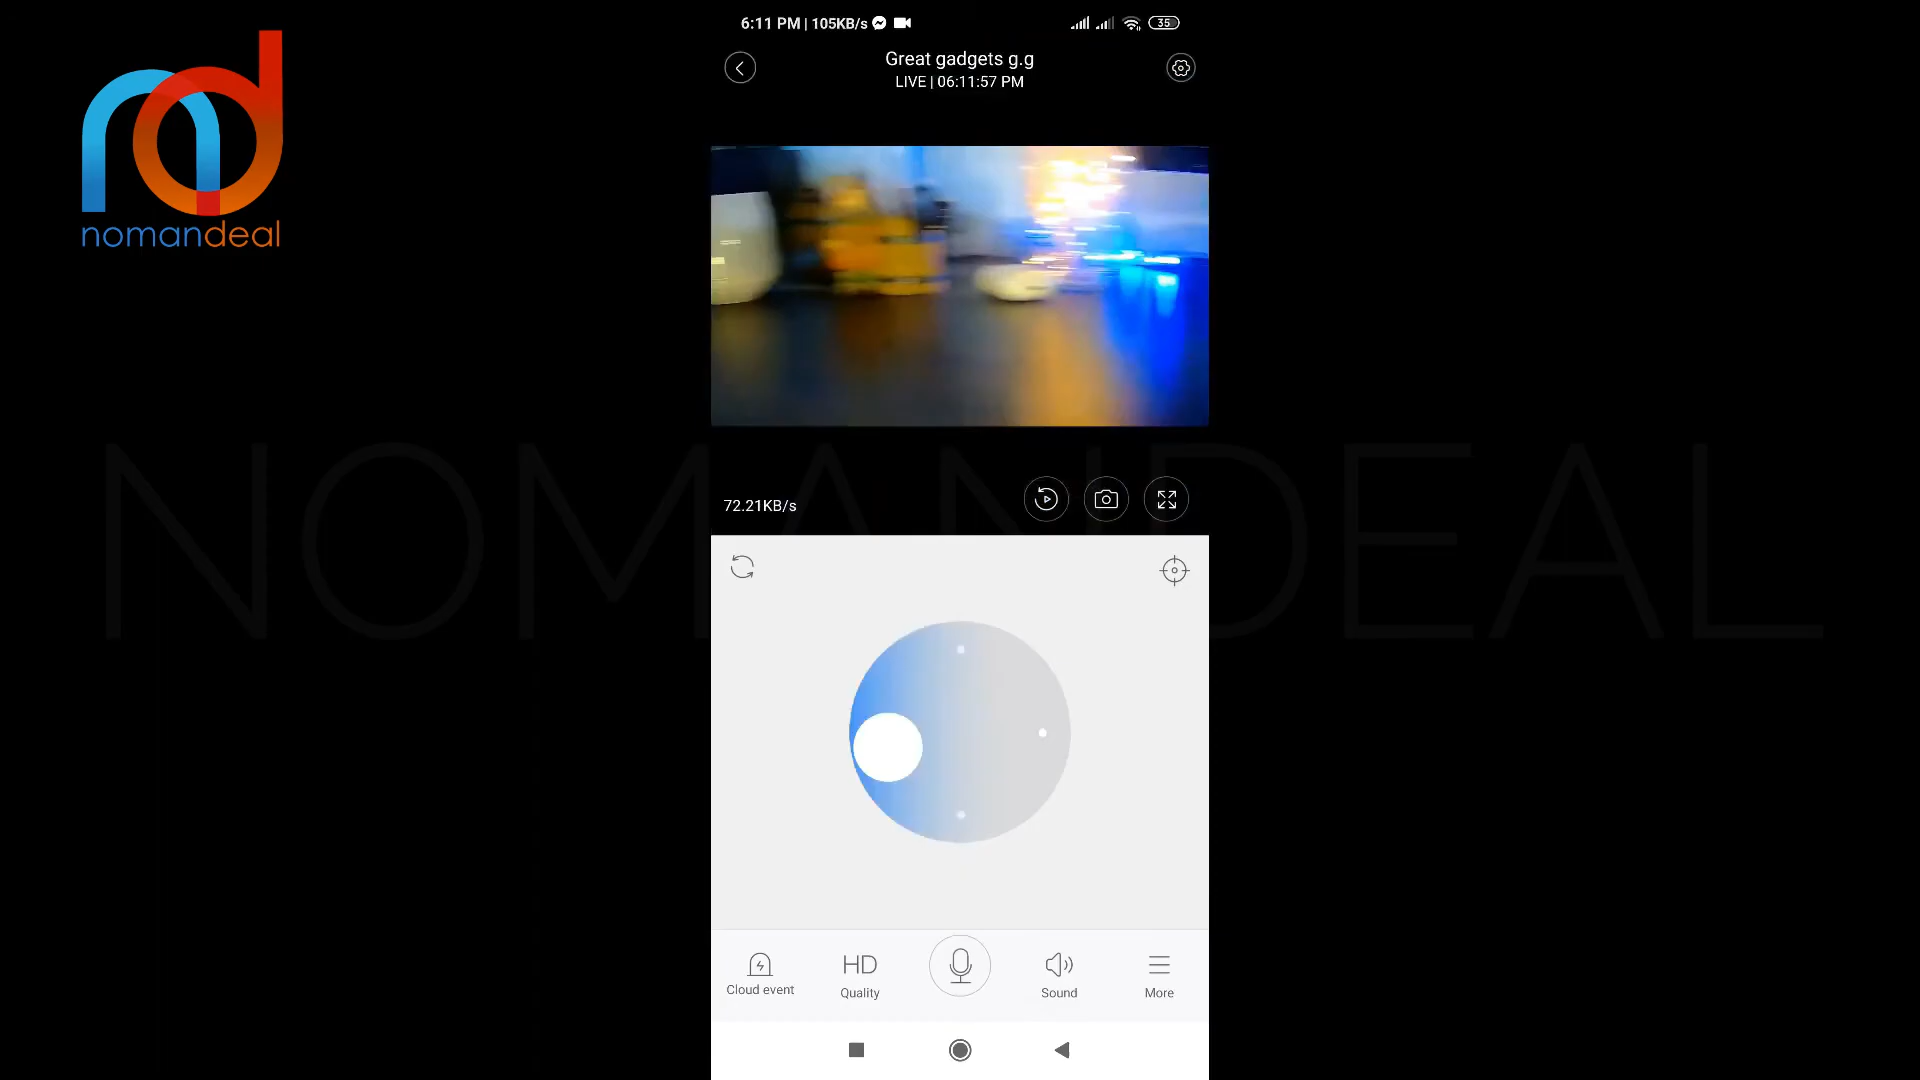 nomandeal
6:11 PM | 105KB/s
35
Great gadgets g.g
LIVE | 06:11:57 PM
72.21KB/s
NOMANDEAL
Cloud event
HD
Quality
Sound
More